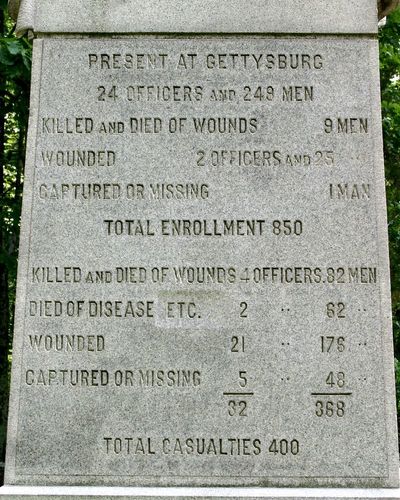 PRESENT AT GETTYSBURG
24 OFFICERS AND 249 MEN
KILLED AND DIED OF WOUNDS 9 MEN
WOUNDED 2 OFFICERS AND 25 "
CAPTURED OR MISSING 1 MAN
TOTAL ENROLLMENT 850
KILLED AND DIED OF WOUNDS 4 OFFICERS. 82 MEN
DIED OF DISEASE ETC. 2 " 62 "
WOUNDED 21 " 176 "
CAPTURED OR MISSING 5 " 48 "
32 368
TOTAL CASUALTIES 400